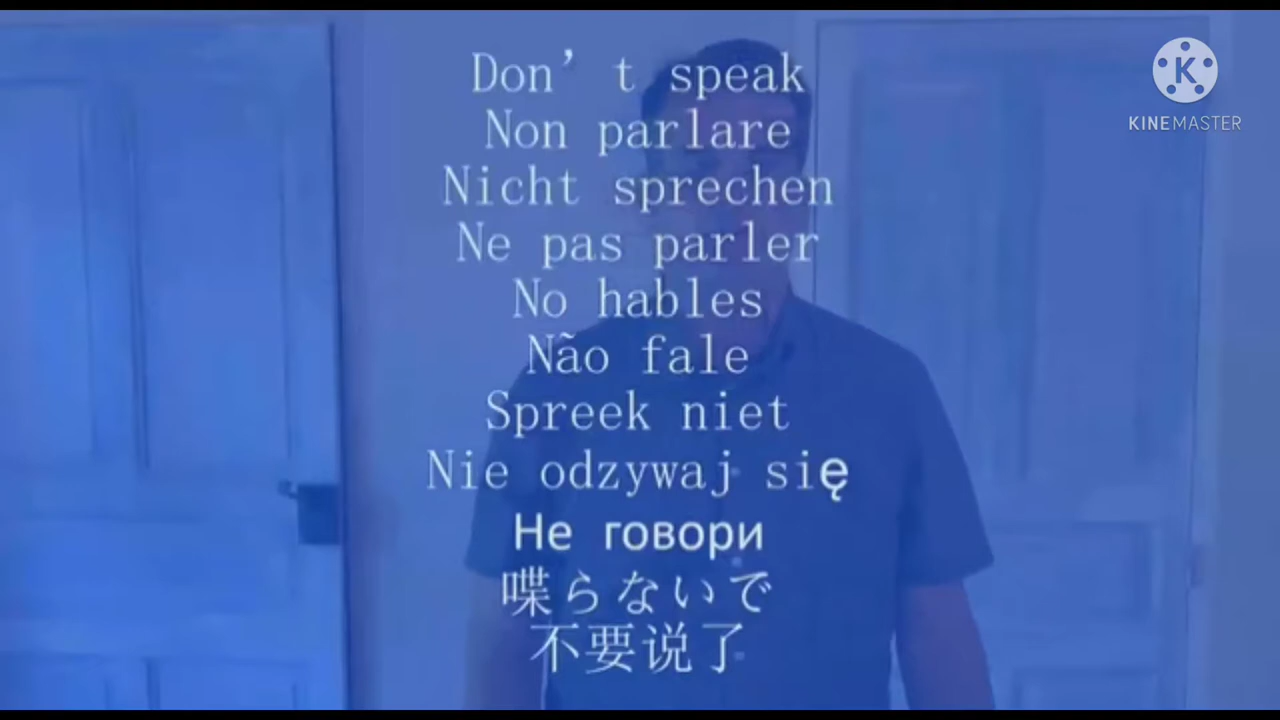 Don’t speak
Non parlare
Nicht sprechen
Ne pas parler
No hables
Não fale
Spreek niet
Nie odzywaj się
Не говори
喋らないで
不要说了
K
KINEMASTER